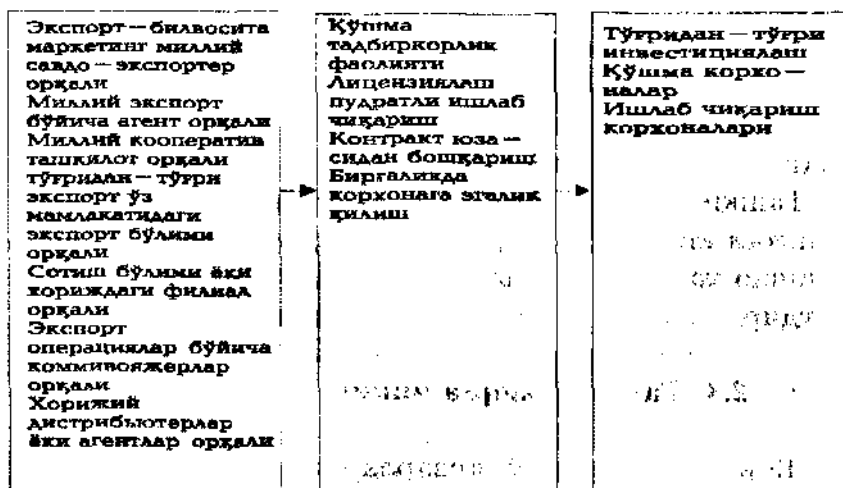 Экспорт—билвосита
маркетинг миллий
савдо—экспортер
орқали
Миллий экспорт
бўйича агент орқали
Миллий кооператив
ташкилот орқали
тўғридан—тўғри
экспорт ўз
мамлакатидаги
экспорт бўлими
орқали
Сотиш бўлими ёки
хориждаги филиал
орқали
Экспорт
операциялар бўйича
коммивояжерлар
орқали
Хорижий
дистрибьютерлар
ёки агентлар орқали
Қўшма
тадбиркорлик
фаолияти
Лицензиялаш
пудратли ишлаб
чиқариш
Контракт юза—
сидан бошқариш
Биргаликда
корхонага эгалик
қилиш
Тўғридан—тўғри
инвестициялаш
Қўшма корхо—
налар
Ишлаб чиқариш
корхоналари